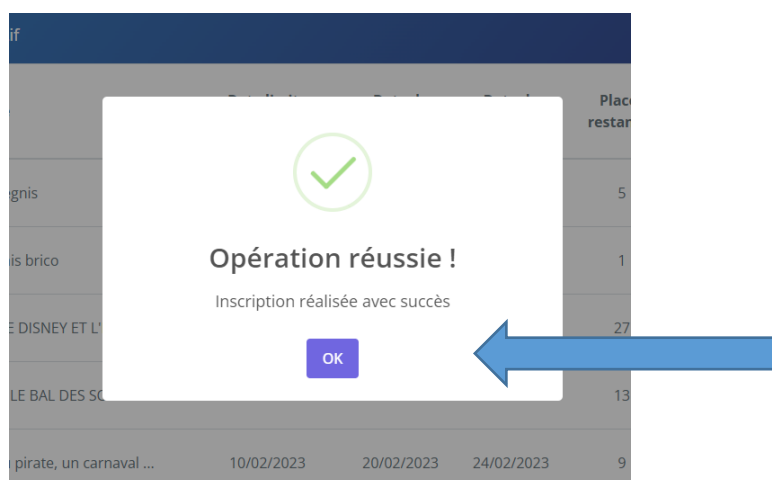 if
Place
restan
egnis
5
is brico
1
Opération réussie !
Inscription réalisée avec succès
OK
E DISNEY ET L'
27
LE BAL DES SO
13
pirate, un carnaval ...
10/02/2023
20/02/2023
24/02/2023
9